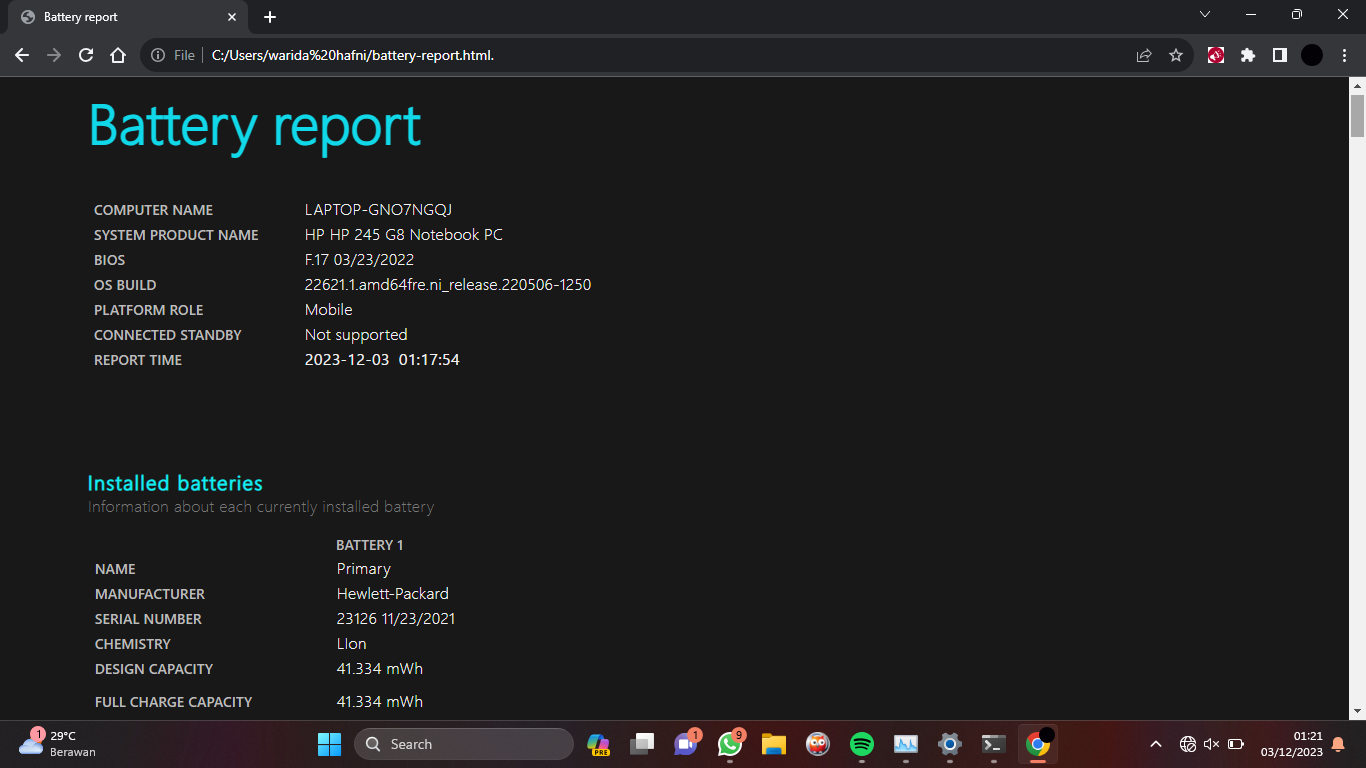 Battery report
File
C:/Users/warida%20hafni/battery-report.html.
Battery report
COMPUTER NAME LAPTOP-GNO7NGQJ
SYSTEM PRODUCT NAME HP HP 245 G8 Notebook PC
BIOS F.17 03/23/2022
OS BUILD 22621.1.amd64fre.ni_release.220506-1250
PLATFORM ROLE Mobile
CONNECTED STANDBY Not supported
REPORT TIME 2023-12-03 01:17:54
Installed batteries
Information about each currently installed battery
BATTERY 1
NAME Primary
MANUFACTURER Hewlett-Packard
SERIAL NUMBER 23126 11/23/2021
CHEMISTRY LIon
DESIGN CAPACITY 41.334 mWh
FULL CHARGE CAPACITY 41.334 mWh
1
29°C
Berawan
Search
PRE
1
9
01:21
03/12/2023